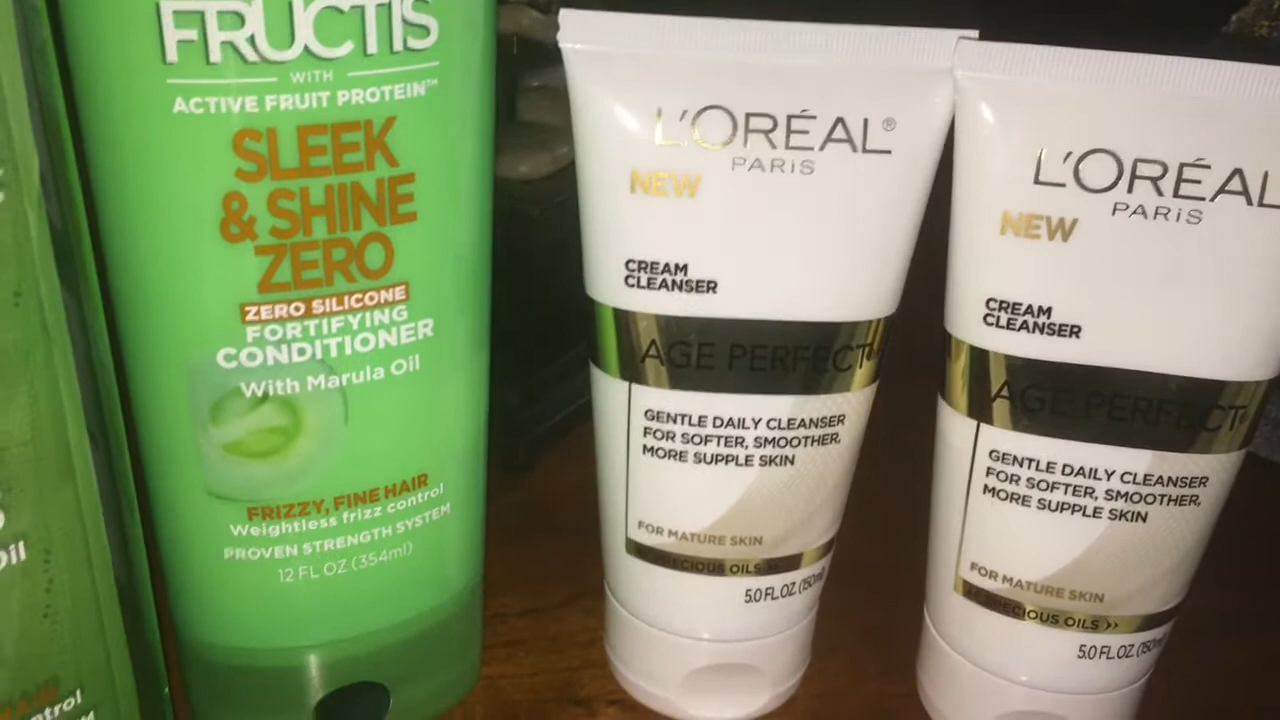 FRUCTIS
WITH
ACTIVE FRUIT PROTEIN™
SLEEK
& SHINE
ZERO
ZERO SILICONE
FORTIFYING
CONDITIONER
With Marula Oil
FRIZZY, FINE HAIR
Weightless frizz control
PROVEN STRENGTH SYSTEM
12 FL OZ (354ml)
Oil
L'ORÉAL®
PARIS
NEW
CREAM
CLEANSER
AGE PERFECT
GENTLE DAILY CLEANSER
FOR SOFTER, SMOOTHER,
MORE SUPPLE SKIN
FOR MATURE SKIN
PRECIOUS OILS >>
5.0 FL.OZ. (150ml)
L'ORÉAL
PARIS
NEW
CREAM
CLEANSER
AGE PERFECT
GENTLE DAILY CLEANSER
FOR SOFTER, SMOOTHER,
MORE SUPPLE SKIN
FOR MATURE SKIN
PRECIOUS OILS >>
5.0 FL.OZ. (150ml